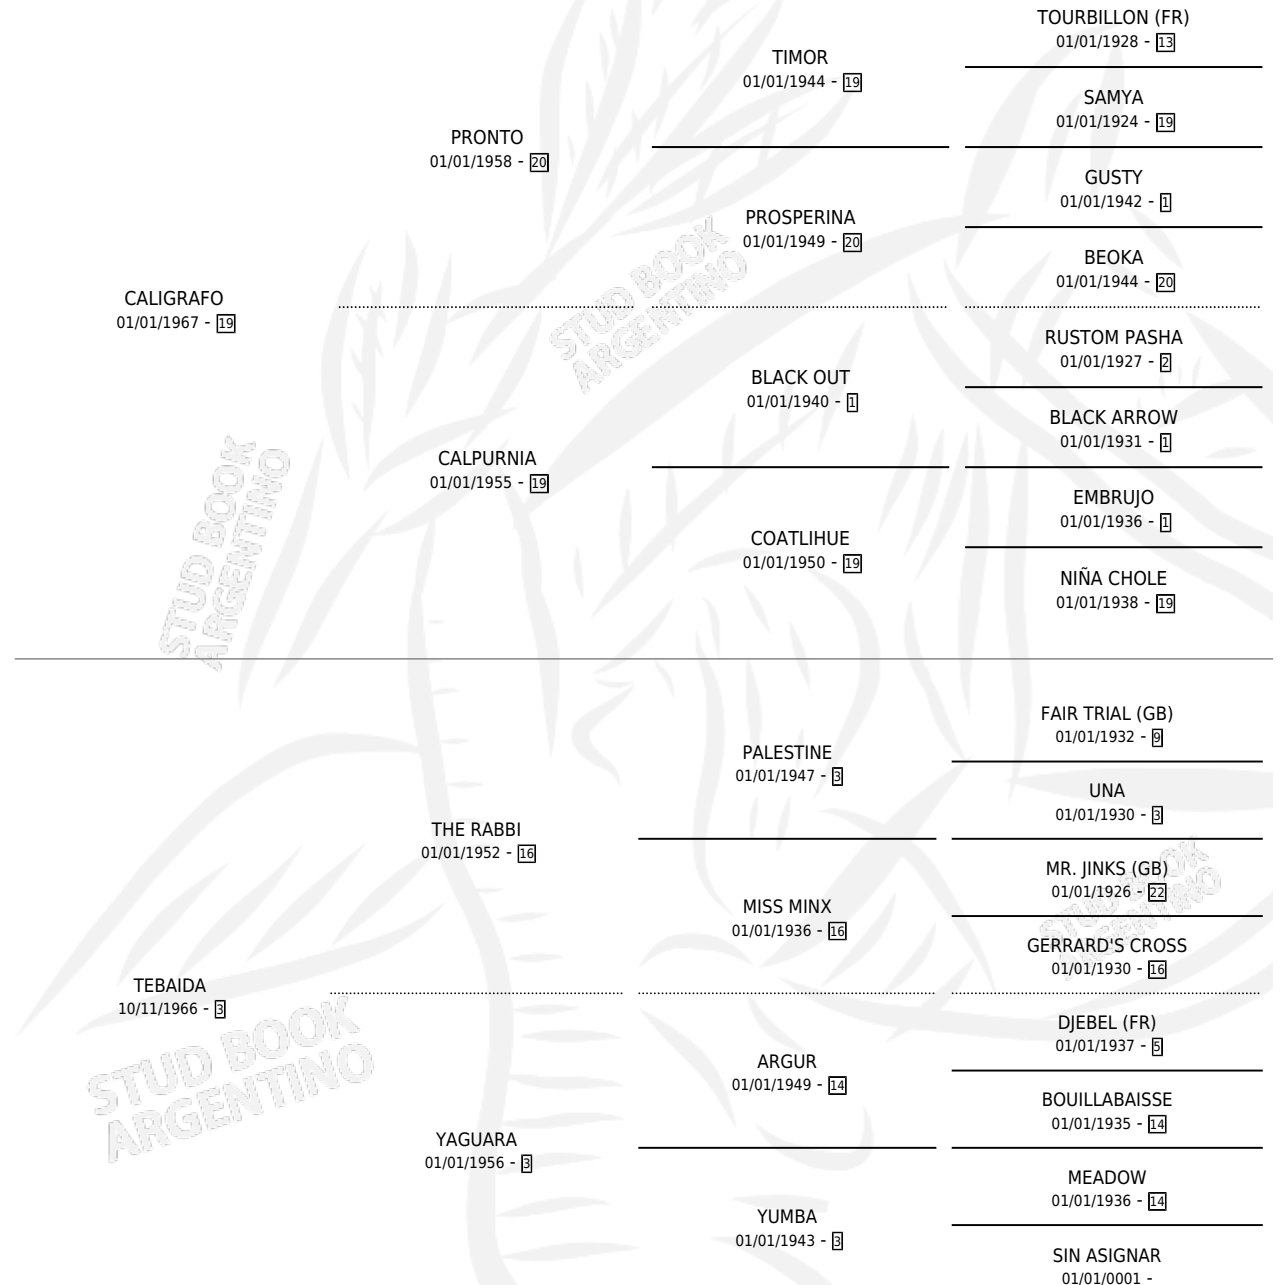 TOURBILLON (FR)
01/01/1928 - 13
TIMOR
01/01/1944 - 19
SAMYA
01/01/1924 - 19
PRONTO
01/01/1958 - 20
GUSTY
01/01/1942 - 1
PROSPERINA
01/01/1949 - 20
BEOKA
01/01/1944 - 20
CALIGRAFO
01/01/1967 - 19
RUSTOM PASHA
01/01/1927 - 2
BLACK OUT
01/01/1940 - 1
BLACK ARROW
01/01/1931 - 1
CALPURNIA
01/01/1955 - 19
EMBRUJO
01/01/1936 - 1
COATLIHUE
01/01/1950 - 19
NIÑA CHOLE
01/01/1938 - 19
STUD BOOK
ARGENTINO
STUD BOOK
ARGENTINO
FAIR TRIAL (GB)
01/01/1932 - 9
PALESTINE
01/01/1947 - 3
UNA
01/01/1930 - 3
THE RABBI
01/01/1952 - 16
MR. JINKS (GB)
01/01/1926 - 22
MISS MINX
01/01/1936 - 16
GERRARD'S CROSS
01/01/1930 - 16
TEBAIDA
10/11/1966 - 3
DJEBEL (FR)
01/01/1937 - 5
ARGUR
01/01/1949 - 14
BOUILLABAISSE
01/01/1935 - 14
YAGUARA
01/01/1956 - 3
MEADOW
01/01/1936 - 14
YUMBA
01/01/1943 - 3
SIN ASIGNAR
01/01/0001 -
STUD BOOK
ARGENTINO
STUD BOOK
ARGENTINO